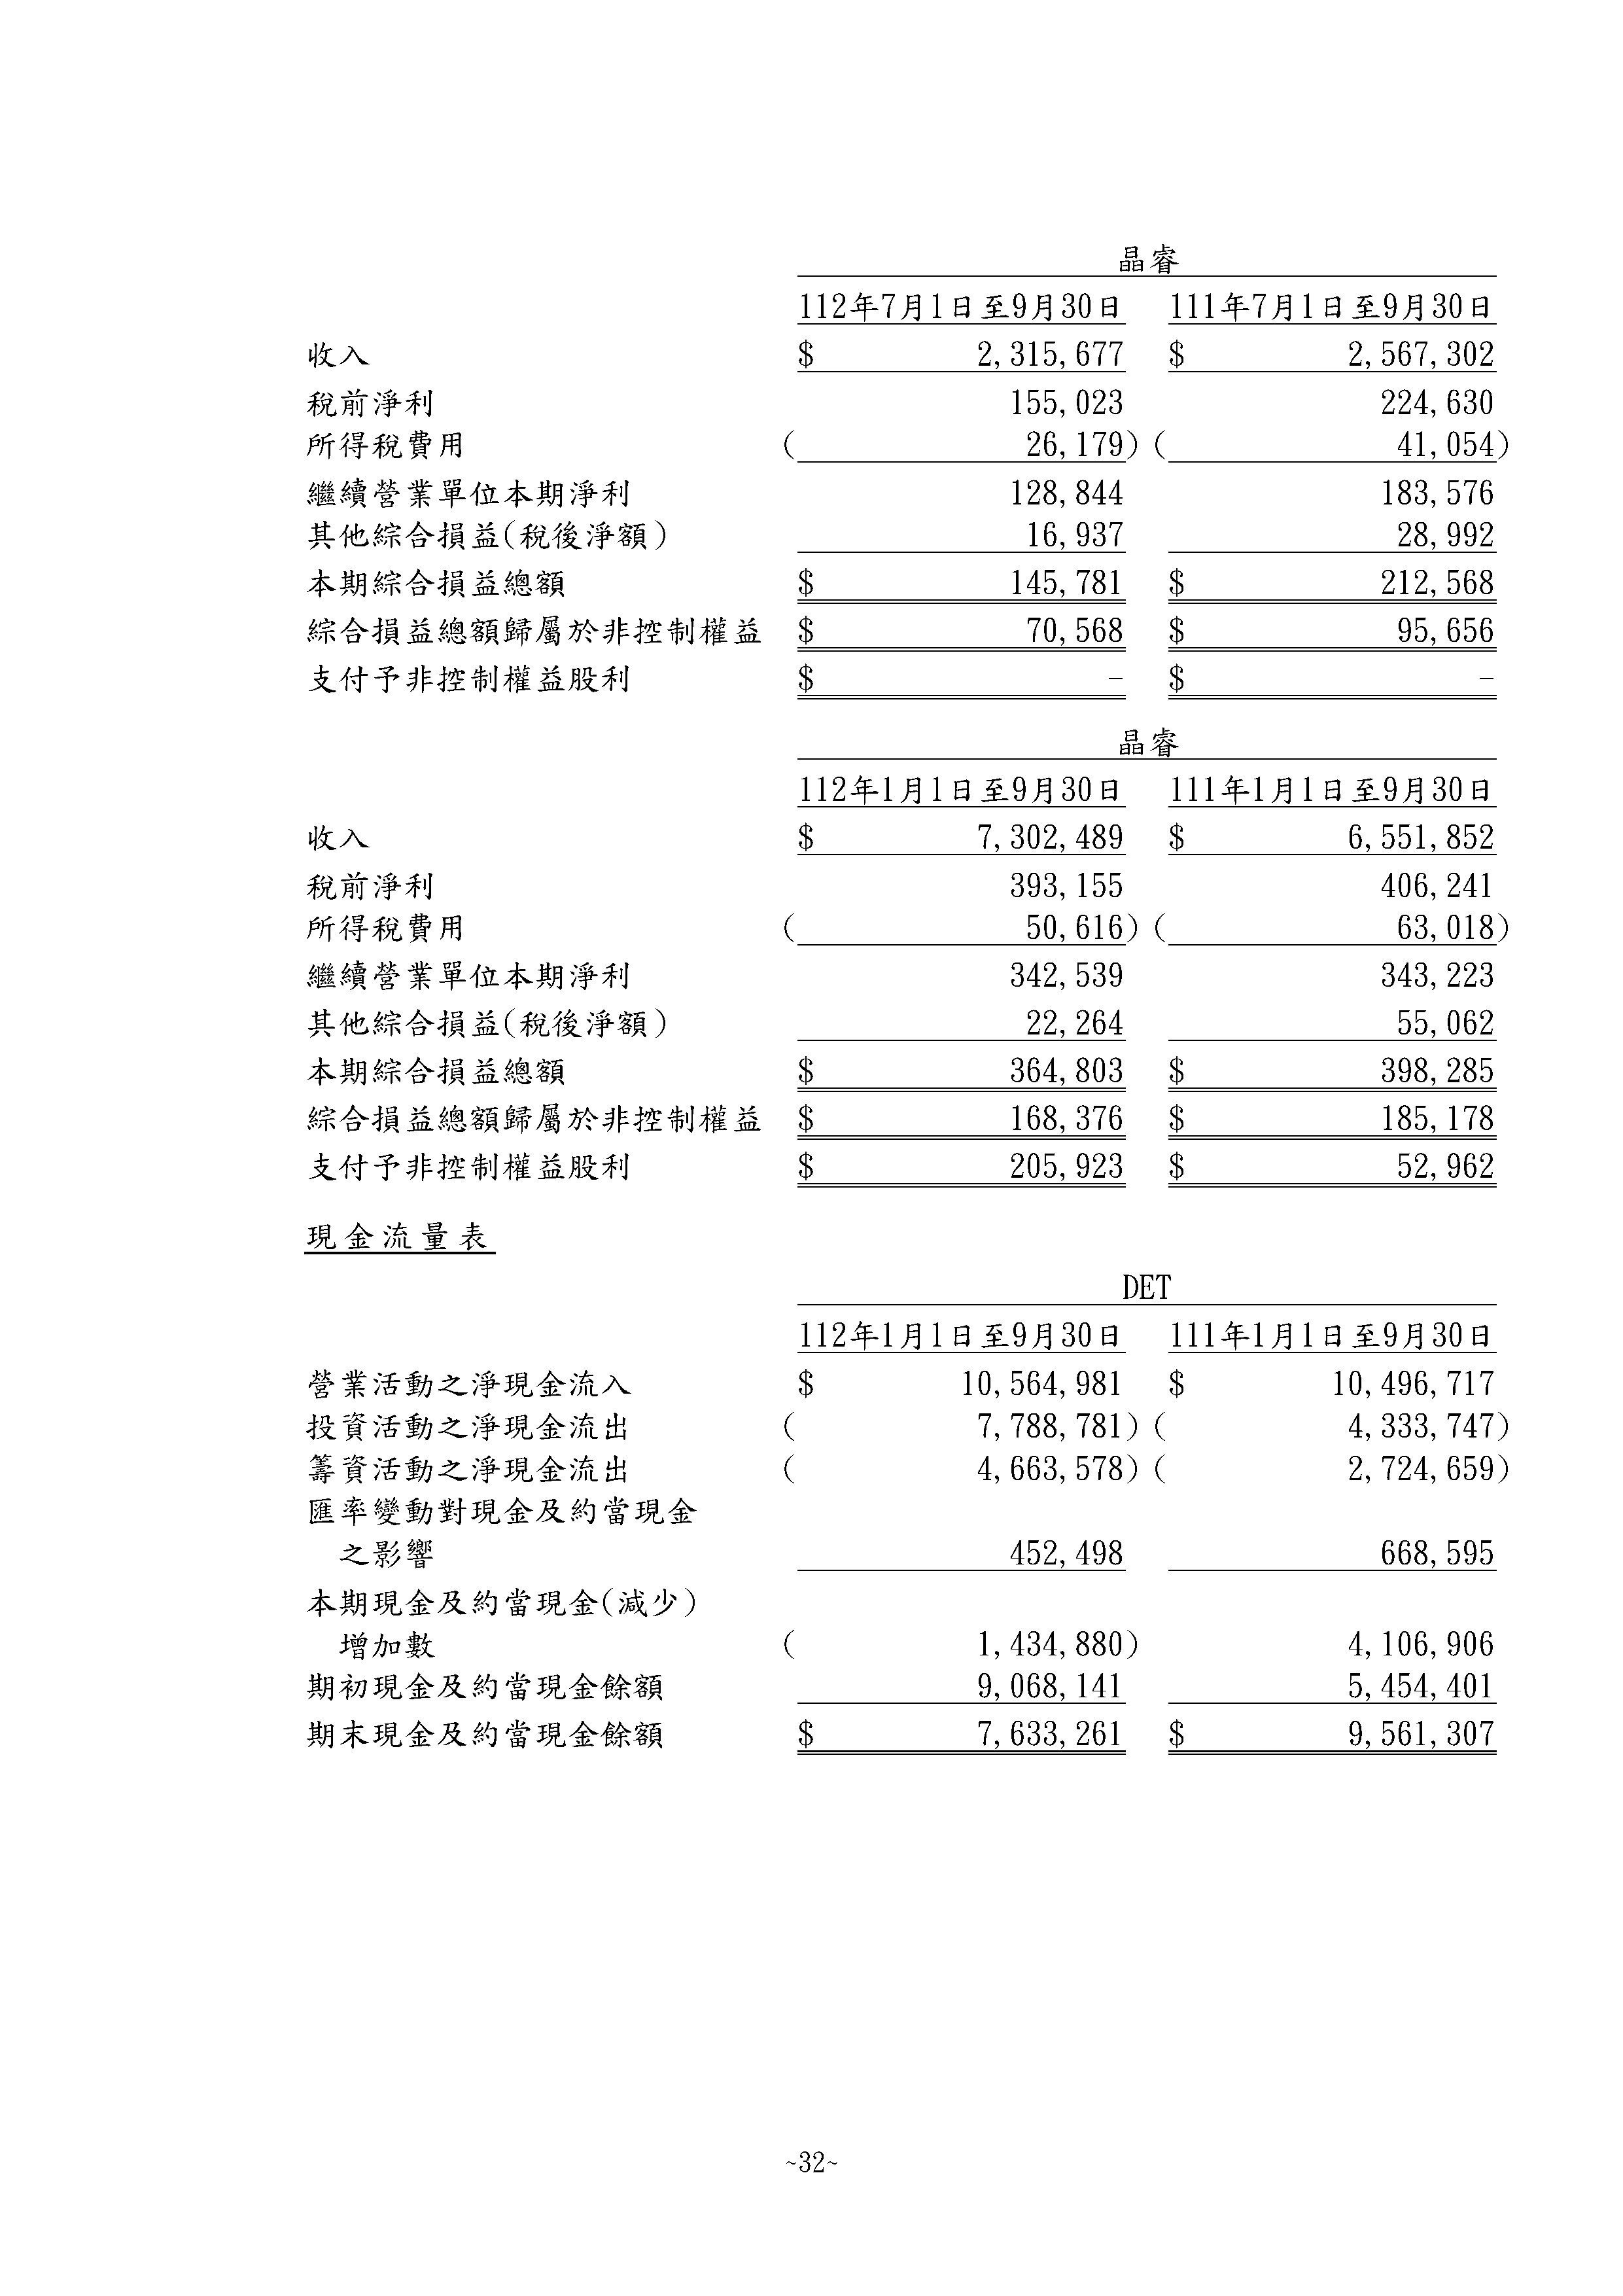 晶睿
112年7月1日至9月30日 111年7月1日至9月30日
收入 $ 2,315,677 $ 2,567,302
稅前淨利 155,023 224,630
所得稅費用 ( 26,179) ( 41,054)
繼續營業單位本期淨利 128,844 183,576
其他綜合損益(稅後淨額) 16,937 28,992
本期綜合損益總額 $ 145,781 $ 212,568
綜合損益總額歸屬於非控制權益 $ 70,568 $ 95,656
支付予非控制權益股利 $ - $ -
晶睿
112年1月1日至9月30日 111年1月1日至9月30日
收入 $ 7,302,489 $ 6,551,852
稅前淨利 393,155 406,241
所得稅費用 ( 50,616) ( 63,018)
繼續營業單位本期淨利 342,539 343,223
其他綜合損益(稅後淨額) 22,264 55,062
本期綜合損益總額 $ 364,803 $ 398,285
綜合損益總額歸屬於非控制權益 $ 168,376 $ 185,178
支付予非控制權益股利 $ 205,923 $ 52,962
現金流量表
DET
112年1月1日至9月30日 111年1月1日至9月30日
營業活動之淨現金流入 $ 10,564,981 $ 10,496,717
投資活動之淨現金流出 ( 7,788,781) ( 4,333,747)
籌資活動之淨現金流出 ( 4,663,578) ( 2,724,659)
匯率變動對現金及約當現金
之影響 452,498 668,595
本期現金及約當現金(減少)
增加數 ( 1,434,880) 4,106,906
期初現金及約當現金餘額 9,068,141 5,454,401
期末現金及約當現金餘額 $ 7,633,261 $ 9,561,307
~32~